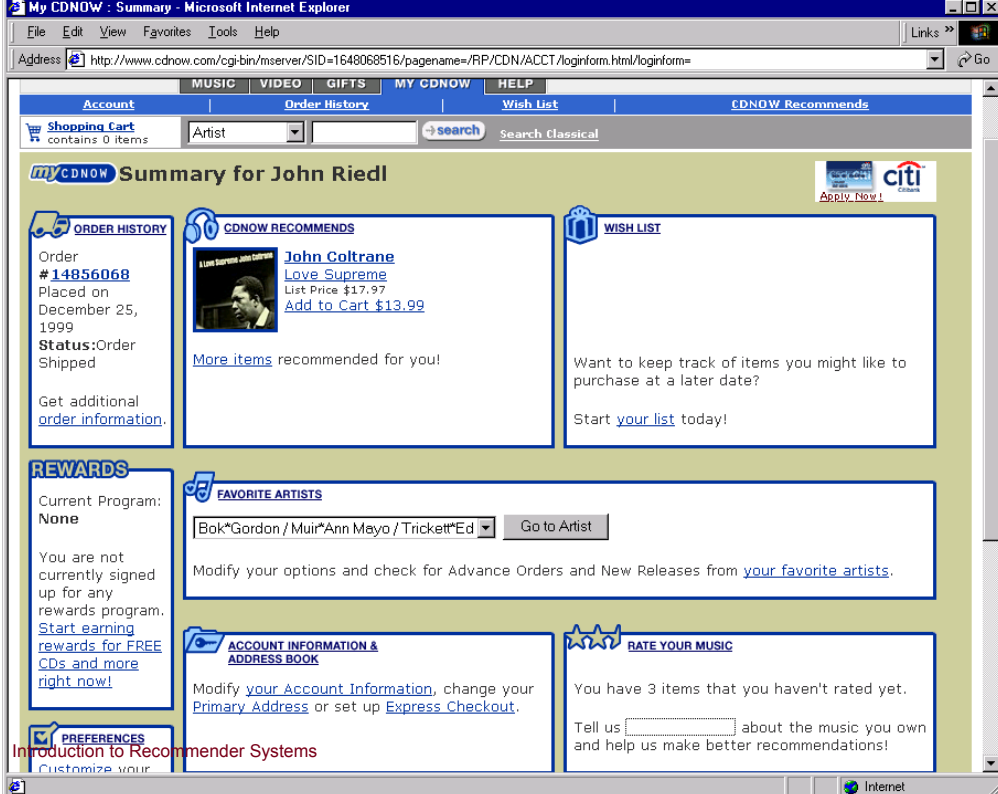 My CDNOW : Summary - Microsoft Internet Explorer
File Edit View Favorites Tools Help
Links »
Address http://www.cdnow.com/cgi-bin/mserver/SID=1648068516/pagename=/RP/CDN/ACCT/loginform.html/loginform=
Go
MUSIC VIDEO GIFTS MY CDNOW HELP
Account | Order History | Wish List | CDNOW Recommends
Shopping Cart
contains 0 items
Artist
search
Search Classical
my CDNOW Summary for John Riedl
citi
Citibank
Apply Now!
ORDER HISTORY
Order
#14856068
Placed on
December 25,
1999
Status:Order
Shipped
Get additional
order information.
CDNOW RECOMMENDS
A Love Supreme John Coltrane
John Coltrane
Love Supreme
List Price $17.97
Add to Cart $13.99
More items recommended for you!
WISH LIST
Want to keep track of items you might like to
purchase at a later date?
Start your list today!
REWARDS
Current Program:
None
You are not
currently signed
up for any
rewards program.
Start earning
rewards for FREE
CDs and more
right now!
FAVORITE ARTISTS
Bok*Gordon / Muir*Ann Mayo / Trickett*Ed
Go to Artist
Modify your options and check for Advance Orders and New Releases from your favorite artists.
ACCOUNT INFORMATION &
ADDRESS BOOK
Modify your Account Information, change your
Primary Address or set up Express Checkout.
RATE YOUR MUSIC
You have 3 items that you haven't rated yet.
Tell us about the music you own
and help us make better recommendations!
PREFERENCES
Customize your
Introduction to Recommender Systems
Internet